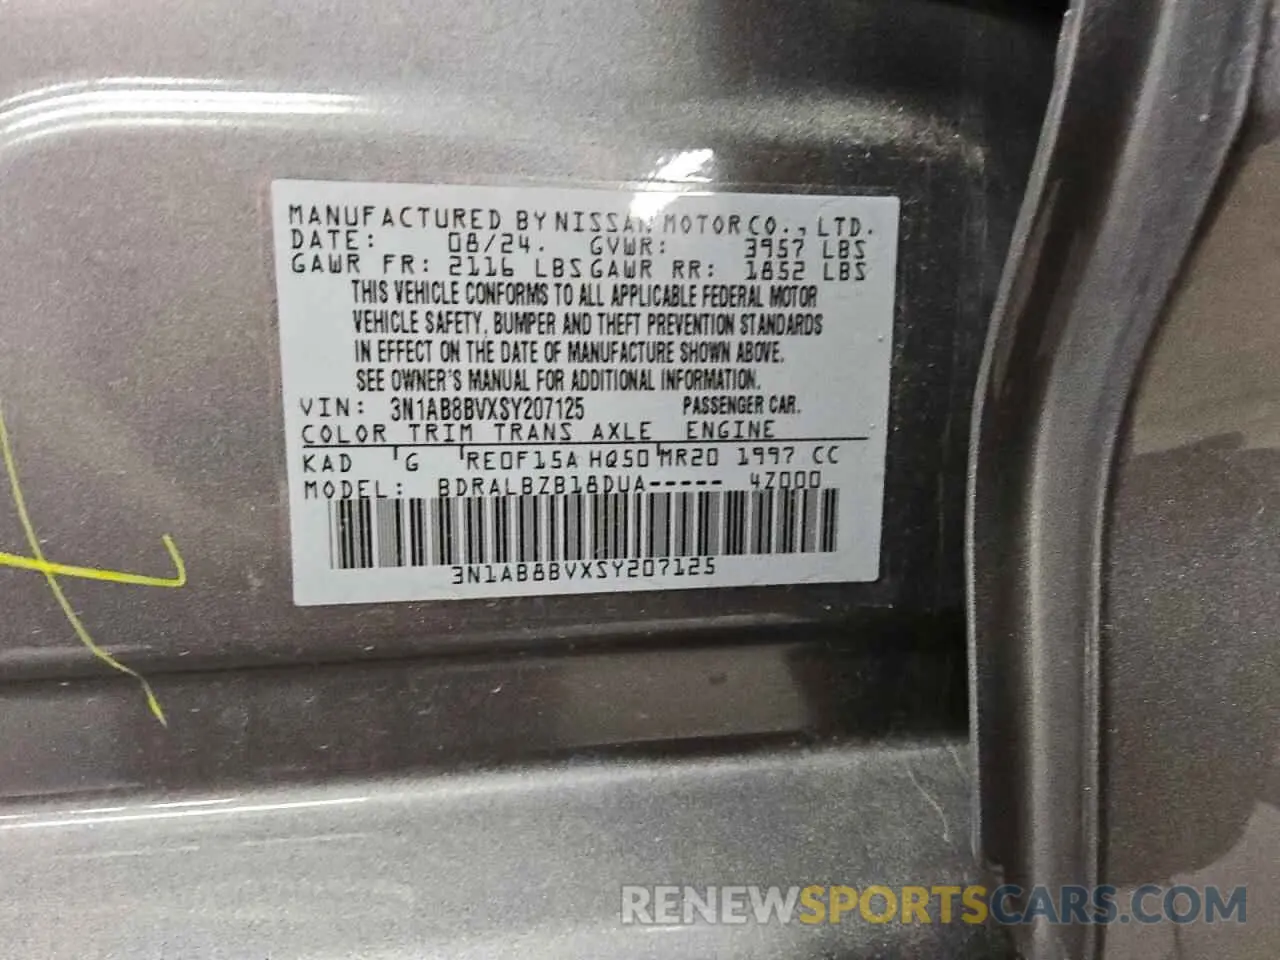 MANUFACTURED BY NISSAN MOTOR CO., LTD.
DATE: 08/24. GVWR: 3957 LBS
GAWR FR: 2116 LBS GAWR RR: 1852 LBS
THIS VEHICLE CONFORMS TO ALL APPLICABLE FEDERAL MOTOR
VEHICLE SAFETY, BUMPER AND THEFT PREVENTION STANDARDS
IN EFFECT ON THE DATE OF MANUFACTURE SHOWN ABOVE.
SEE OWNER'S MANUAL FOR ADDITIONAL INFORMATION.
VIN: 3N1AB8BVXSY207125 PASSENGER CAR.
COLOR TRIM TRANS AXLE ENGINE
KAD G RE0F15A HQ50 MR20 1997 CC
MODEL: BDRALBZB18DUA----- 4Z000
3N1AB8BVXSY207125
RENEWSPORTSCARS.COM